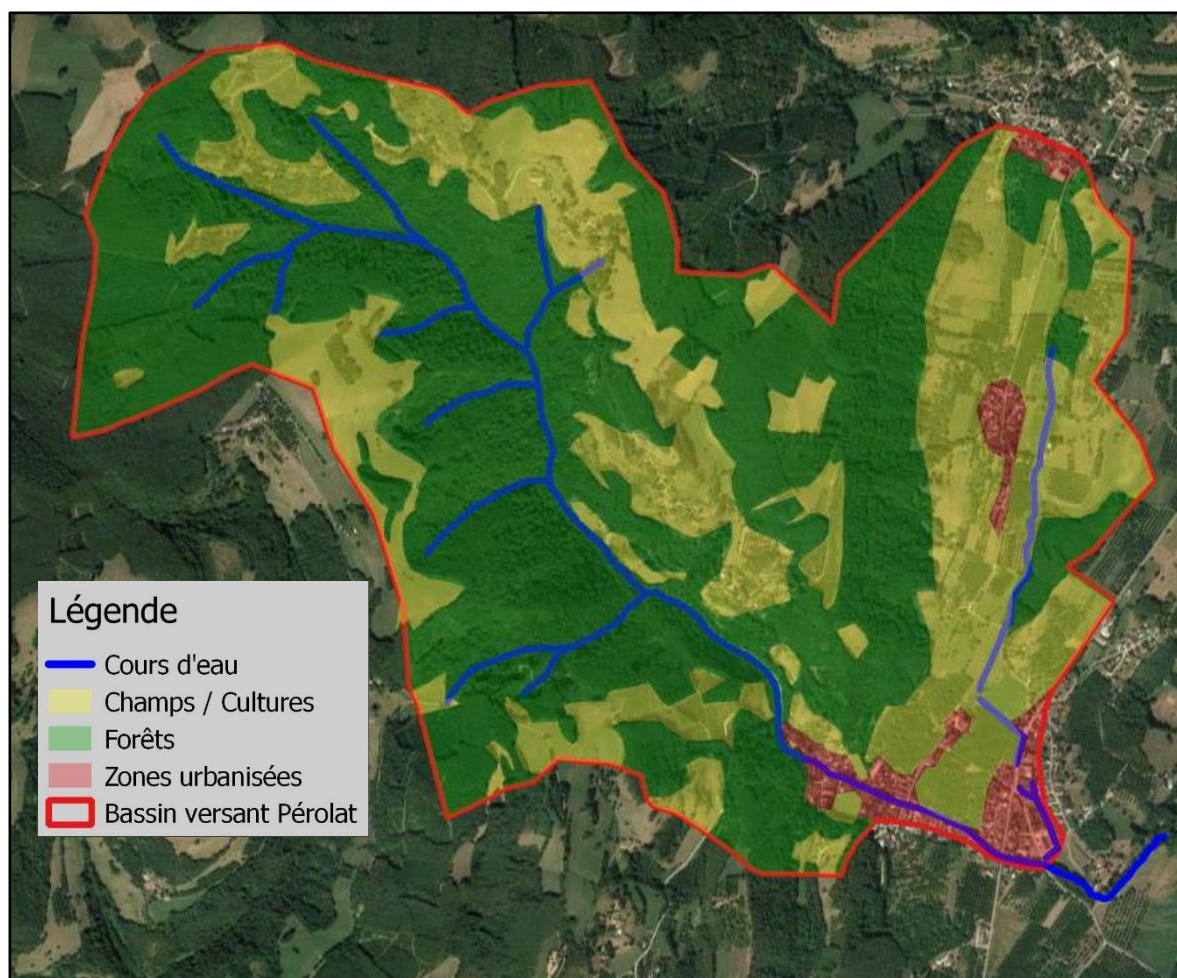 Légende
Cours d'eau
Champs / Cultures
Forêts
Zones urbanisées
Bassin versant Pérolat